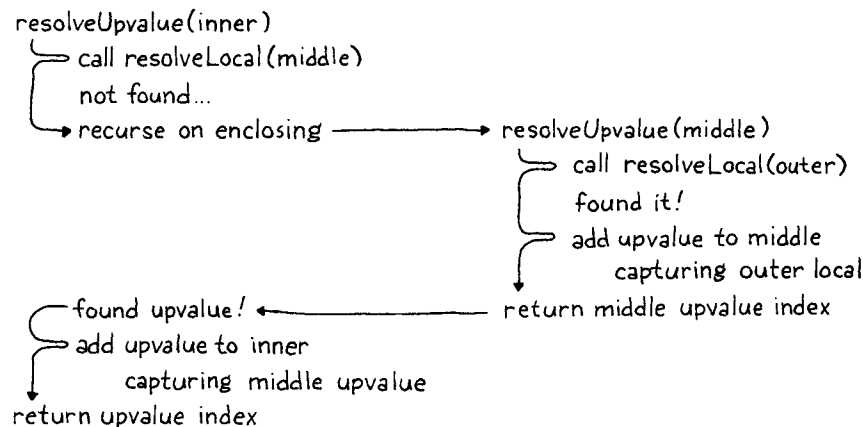 resolveUpvalue(inner)
call resolveLocal(middle)
not found...
recurse on enclosing
resolveUpvalue(middle)
call resolveLocal(outer)
found it!
add upvalue to middle
capturing outer local
return middle upvalue index
found upvalue!
add upvalue to inner
capturing middle upvalue
return upvalue index